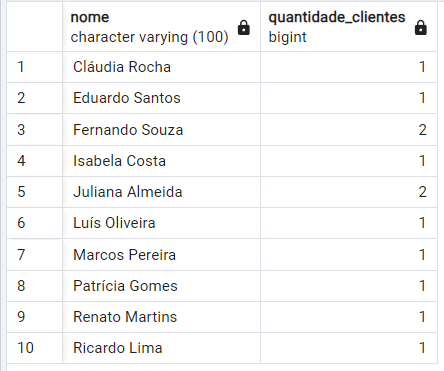 nome quantidade_clientes
character varying (100) bigint
1 Cláudia Rocha 1
2 Eduardo Santos 1
3 Fernando Souza 2
4 Isabela Costa 1
5 Juliana Almeida 2
6 Luís Oliveira 1
7 Marcos Pereira 1
8 Patrícia Gomes 1
9 Renato Martins 1
10 Ricardo Lima 1